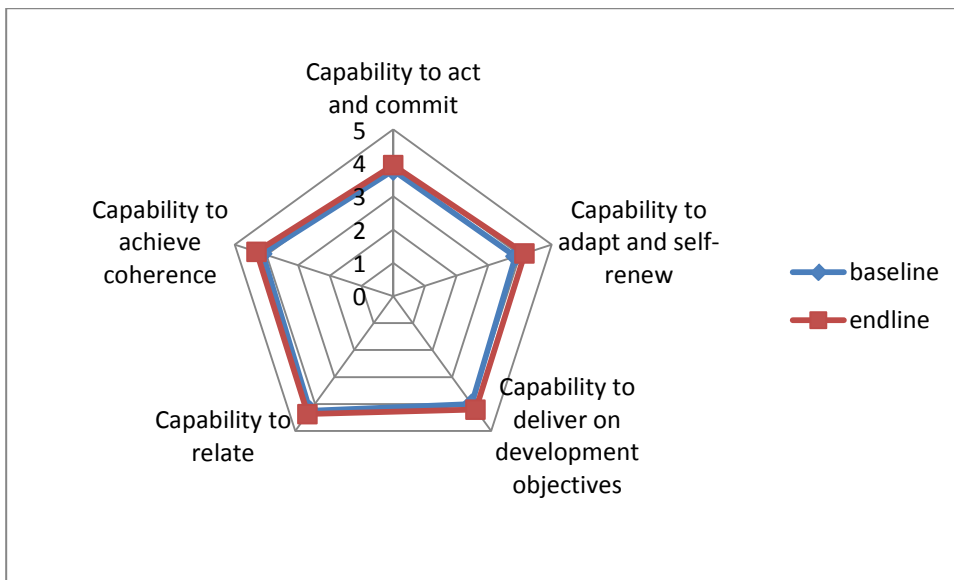 Capability to act
and commit
5
4
3
2
1
0
Capability to
adapt and self-
renew
Capability to
deliver on
development
objectives
Capability to
relate
Capability to
achieve
coherence
baseline
endline